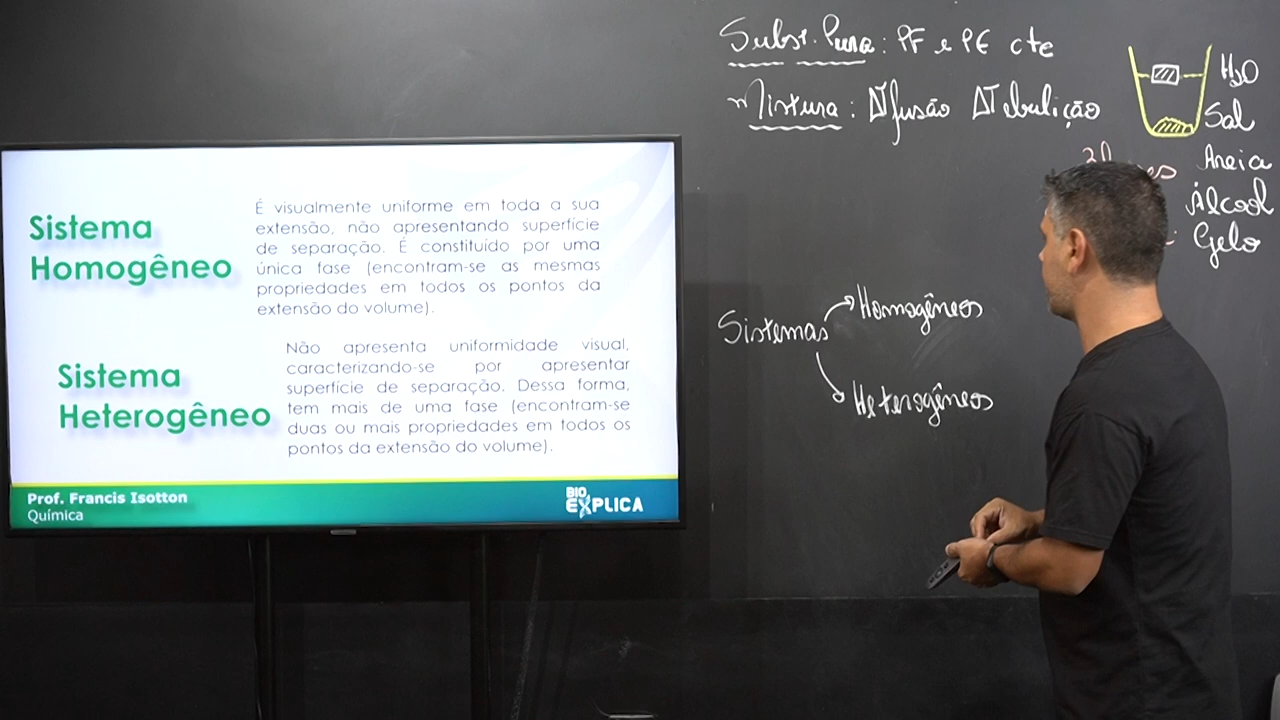 Sistema
Homogêneo
É visualmente uniforme em toda a sua
extensão, não apresentando superfície
de separação. É constituído por uma
única fase (encontram-se as mesmas
propriedades em todos os pontos da
extensão do volume).
Sistema
Heterogêneo
Não apresenta uniformidade visual,
caracterizando-se por apresentar
superfície de separação. Dessa forma,
tem mais de uma fase (encontram-se
duas ou mais propriedades em todos os
pontos da extensão do volume).
Prof. Francis Isotton
Química
BIO
EXPLICA
Subst. Pura: PF e PE cte
Mistura: ΔTfusão ΔTebulição
H2O
Sal
Areia
Álcool
Gelo
Sistemas
Homogêneos
Heterogêneos